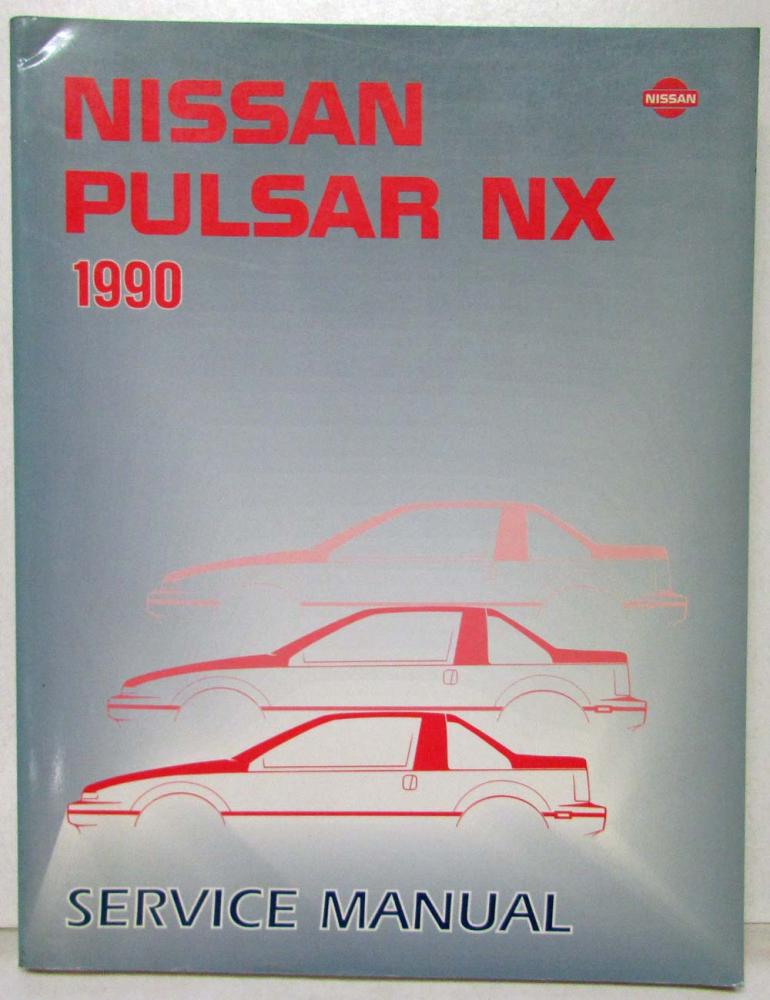 NISSAN
NISSAN
PULSAR NX
1990
SERVICE MANUAL